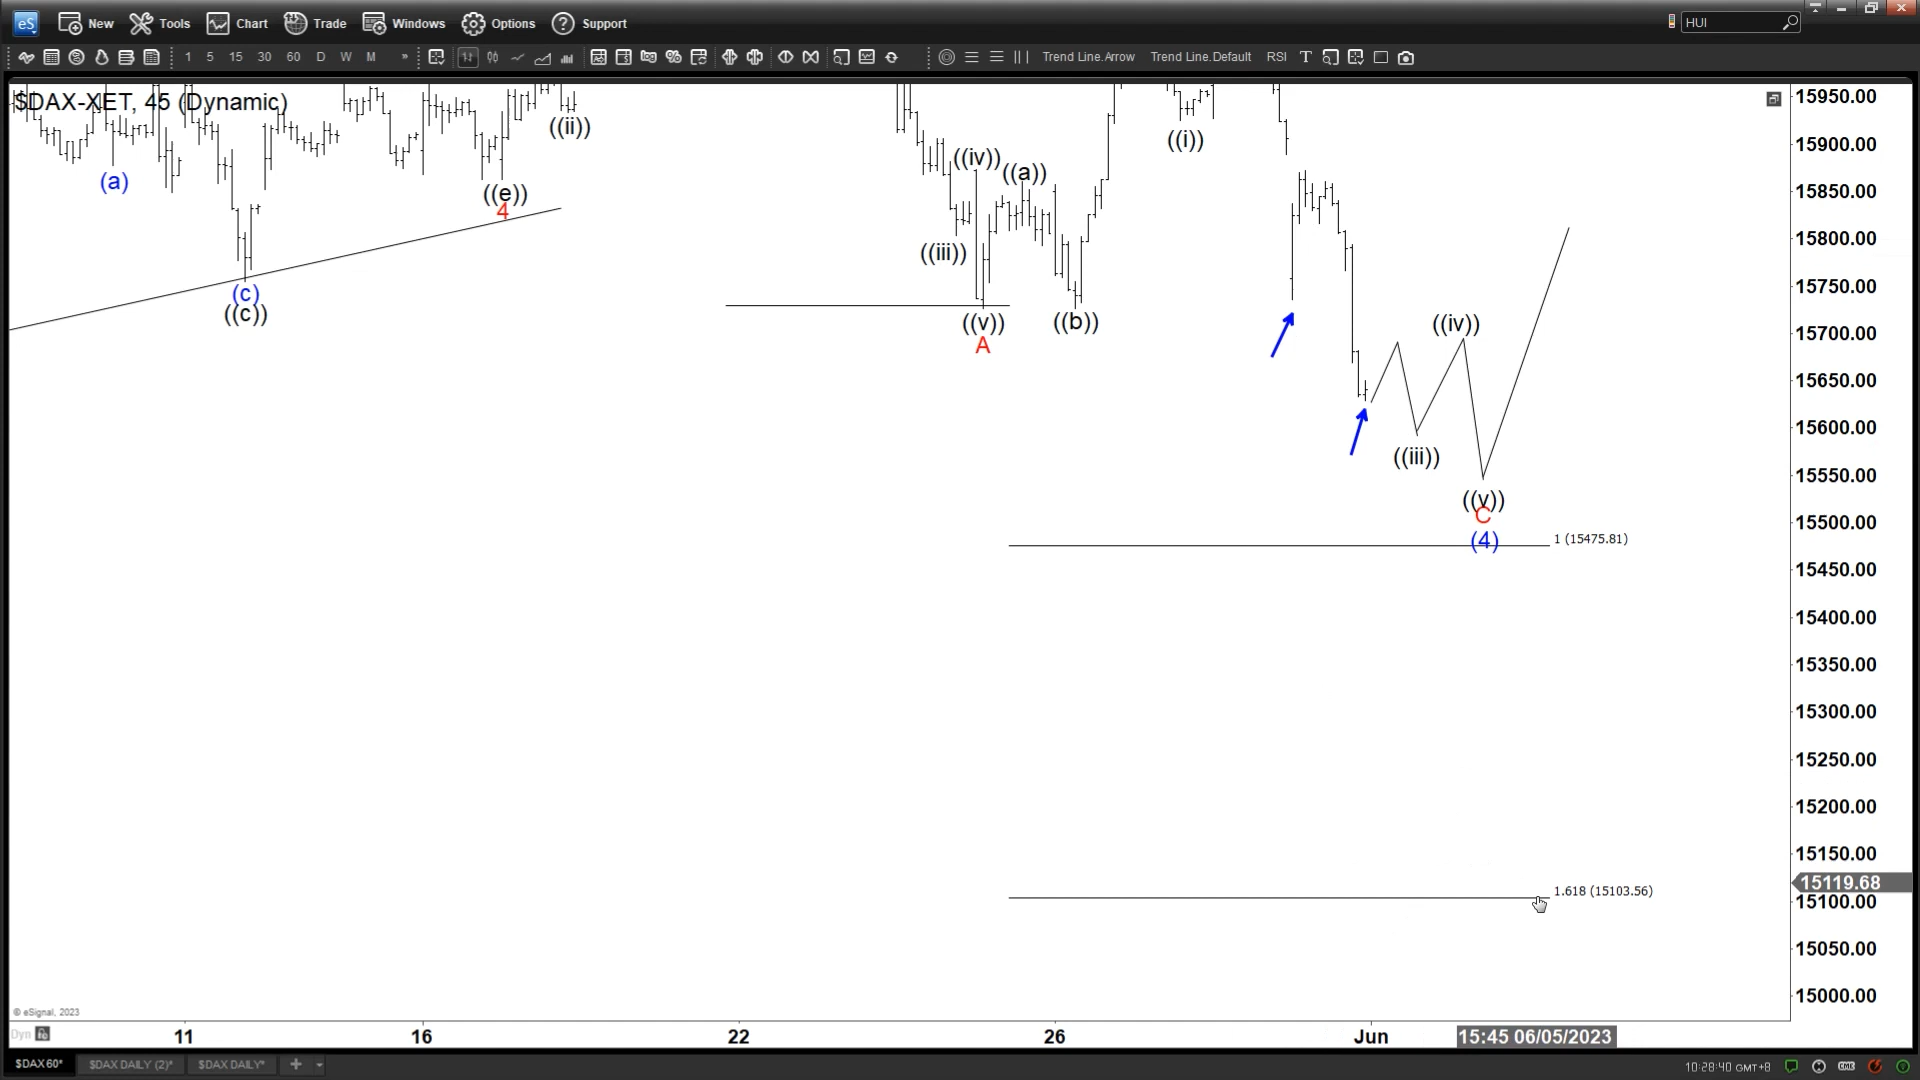 eS New Tools Chart Trade Windows Options Support HUI
1 5 15 30 60 D W M » Trend Line.Arrow Trend Line.Default RSI T
$DAX-XET, 45 (Dynamic)
15950.00
15900.00
15850.00
15800.00
15750.00
15700.00
15650.00
15600.00
15550.00
15500.00
15450.00
15400.00
15350.00
15300.00
15250.00
15200.00
15150.00
15119.68
15100.00
15050.00
15000.00
(a)
(c)
((c))
((e))
4
((ii))
((iv))
((a))
((iii))
((v))
A
((b))
((i))
((iv))
((iii))
((v))
C
(4)
1 (15475.81)
1.618 (15103.56)
© eSignal, 2023
Dyn
11 16 22 26 Jun 15:45 06/05/2023
$DAX 60* $DAX DAILY (2)* $DAX DAILY* +
10:28:40 GMT+8